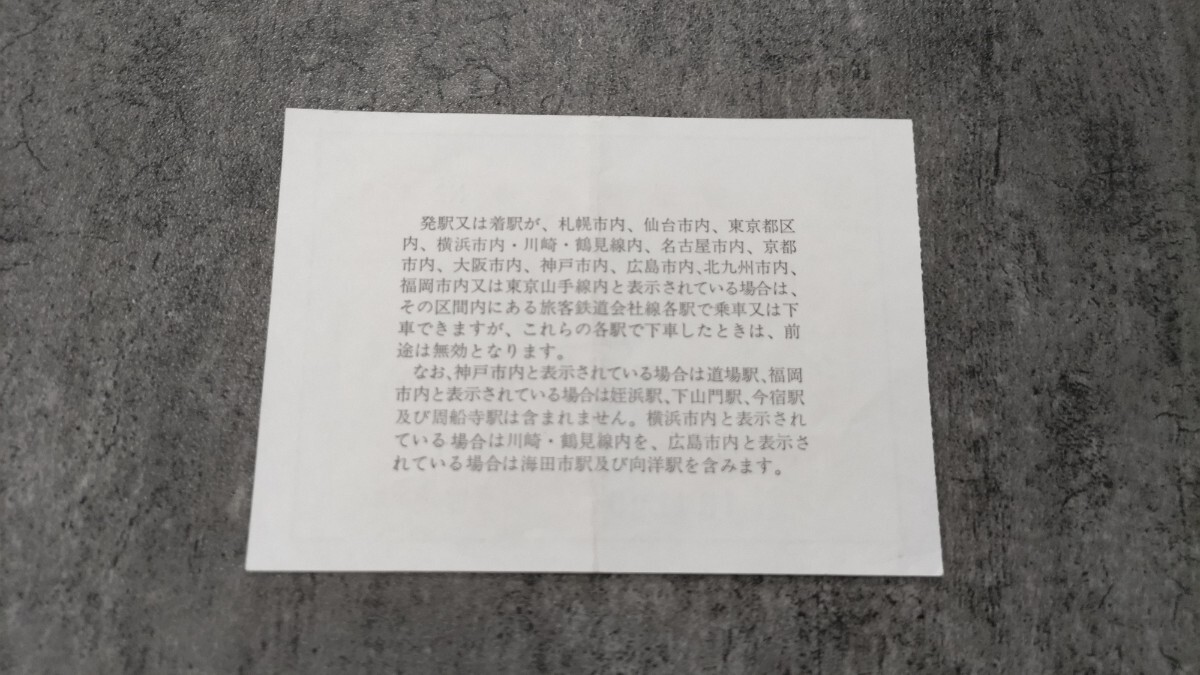 発駅又は着駅が、札幌市内、仙台市内、東京都区
内、横浜市内・川崎・鶴見線内、名古屋市内、京都
市内、大阪市内、神戸市内、広島市内、北九州市内、
福岡市内又は東京山手線内と表示されている場合は、
その区間内にある旅客鉄道会社線各駅で乗車又は下
車できますが、これらの各駅で下車したときは、前
途は無効となります。
なお、神戸市内と表示されている場合は道場駅、福岡
市内と表示されている場合は姪浜駅、下山門駅、今宿駅
及び周船寺駅は含まれません。横浜市内と表示され
ている場合は川崎・鶴見線内を、広島市内と表示さ
れている場合は海田市駅及び向洋駅を含みます。